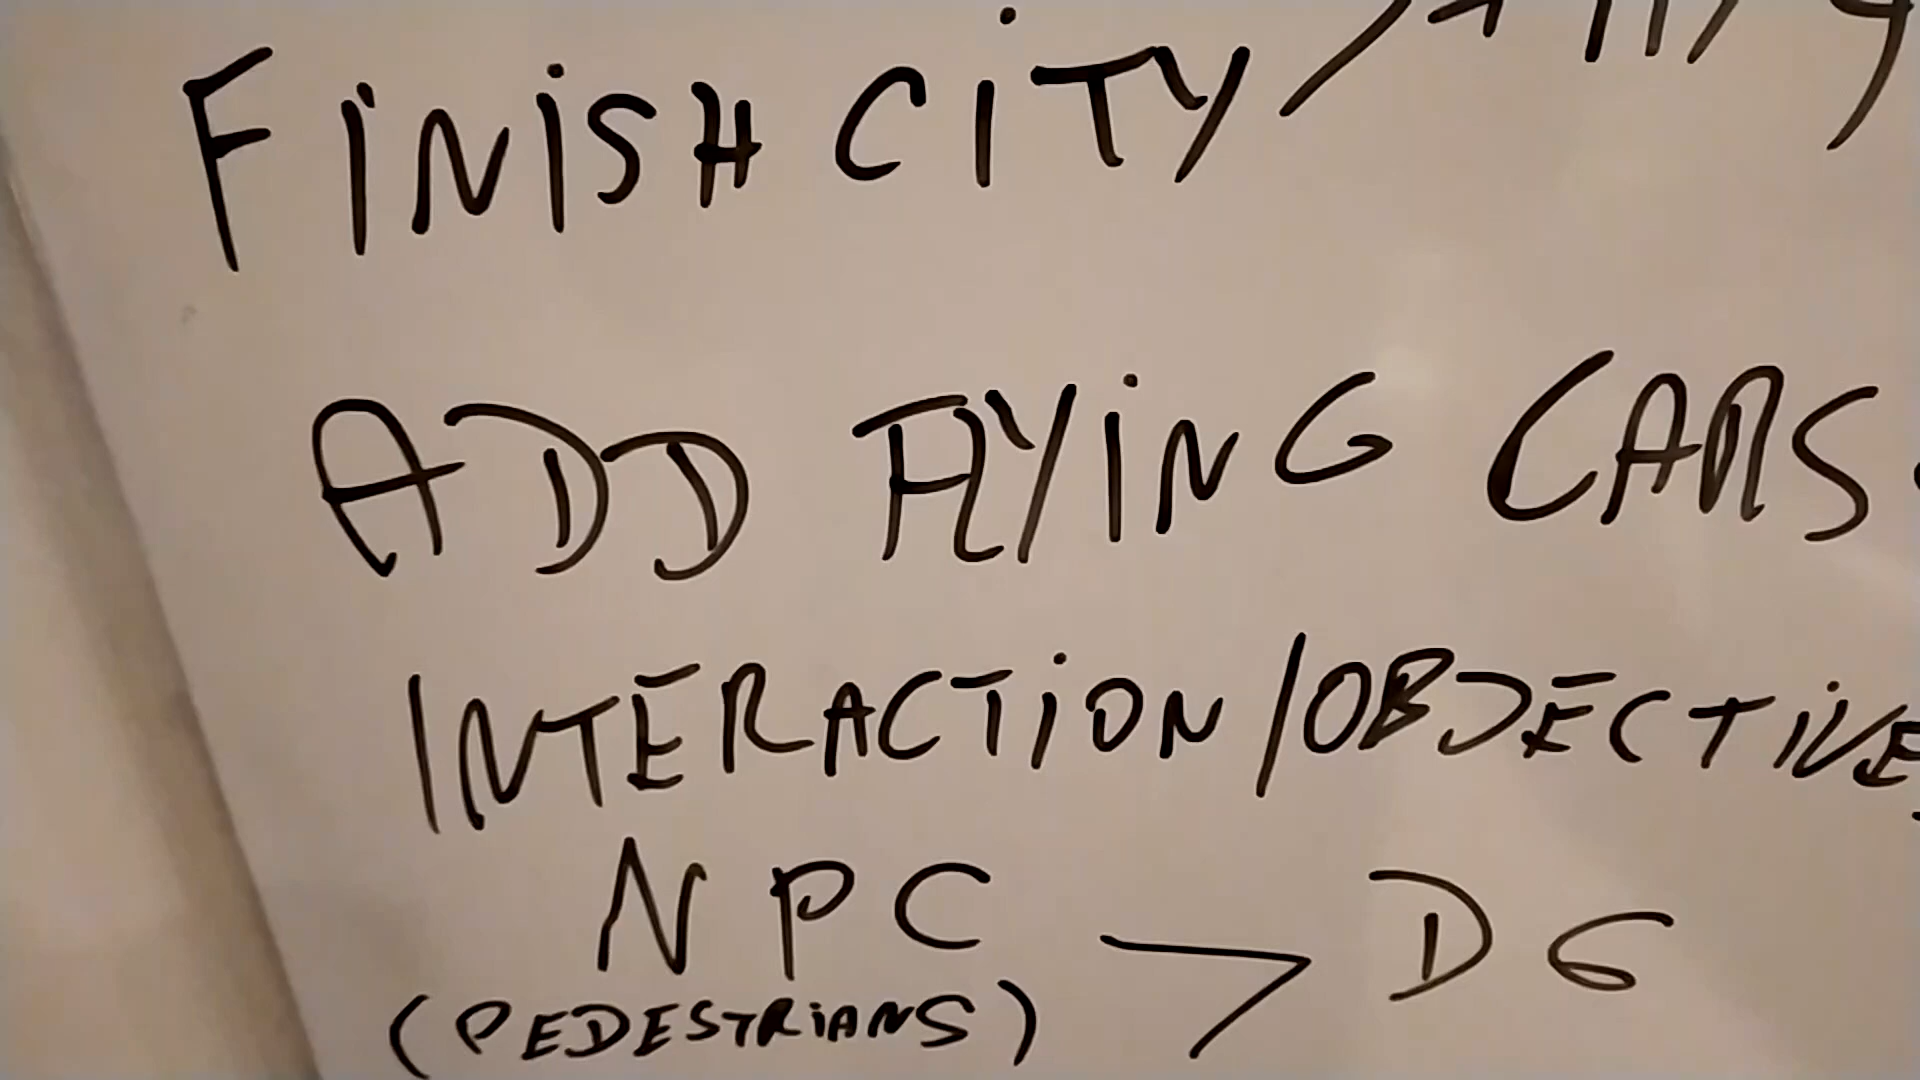 FINISH CITY
ADD FLYING CARS
INTERACTION/OBJECTIVE
NPC > DG
(PEDESTRIANS)